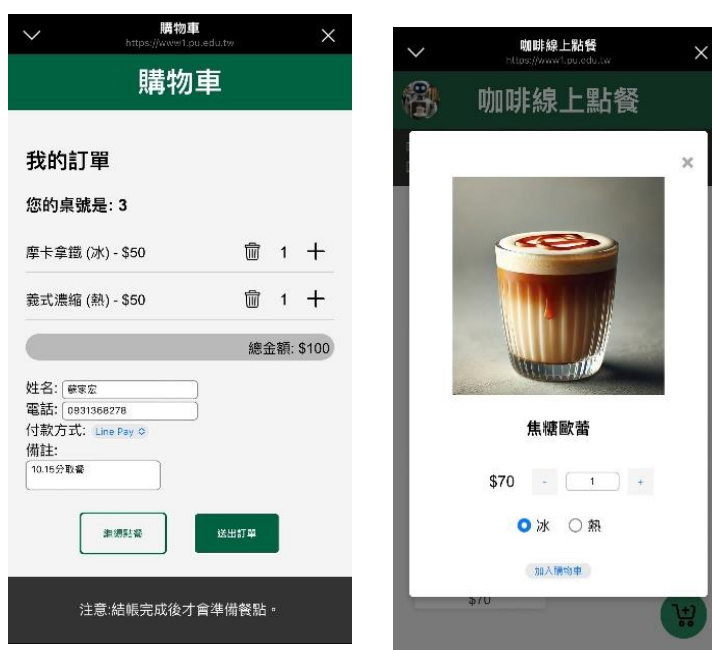 購物車
https://www1.pu.edu.tw
購物車
我的訂單
您的桌號是: 3
摩卡拿鐵 (冰) - $50
1
義式濃縮 (熱) - $50
1
總金額: $100
姓名: 蘇家宏
電話: 0931368278
付款方式: Line Pay
備註:
10.15分取餐
繼續點餐
送出訂單
注意:結帳完成後才會準備餐點。
咖啡線上點餐
https://www1.pu.edu.tw
咖啡線上點餐
×
焦糖歐蕾
$70 - 1 +
冰 熱
加入購物車
$70